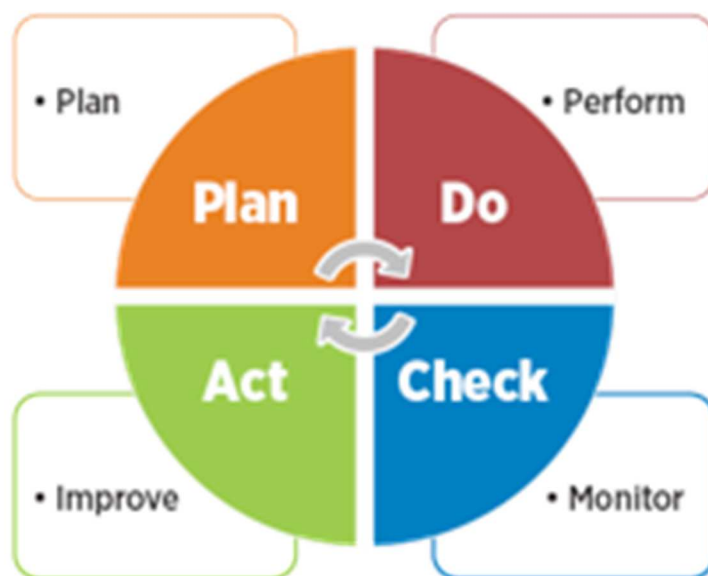 • Plan
• Perform
Plan
Do
Act
Check
• Improve
• Monitor